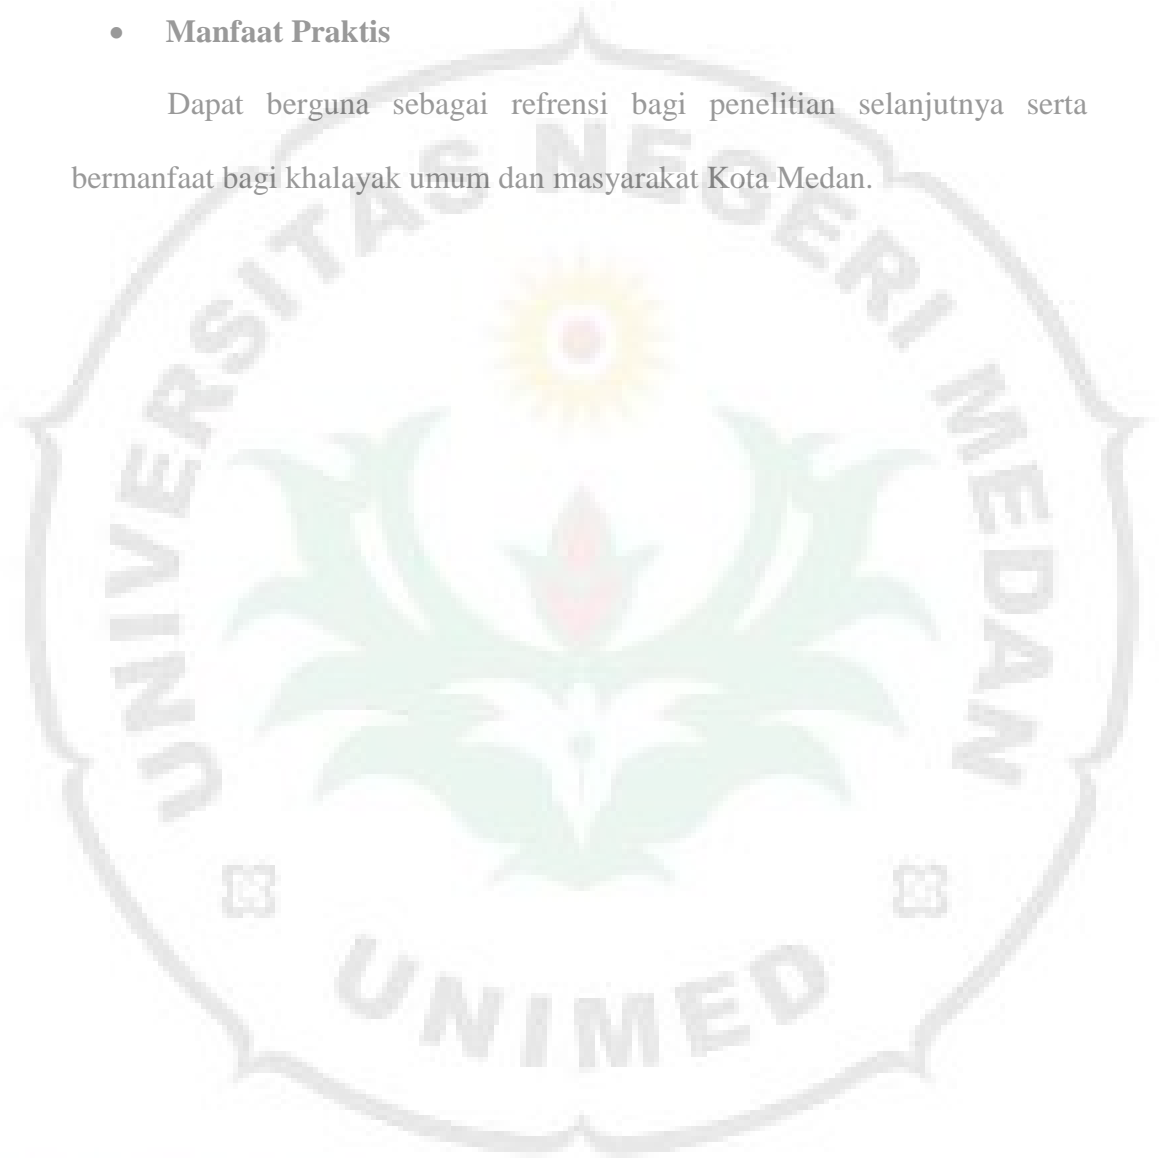 • Manfaat Praktis
Dapat berguna sebagai refrensi bagi penelitian selanjutnya serta
bermanfaat bagi khalayak umum dan masyarakat Kota Medan.
UNIVERSITAS NEGERI MEDAN
UNIMED